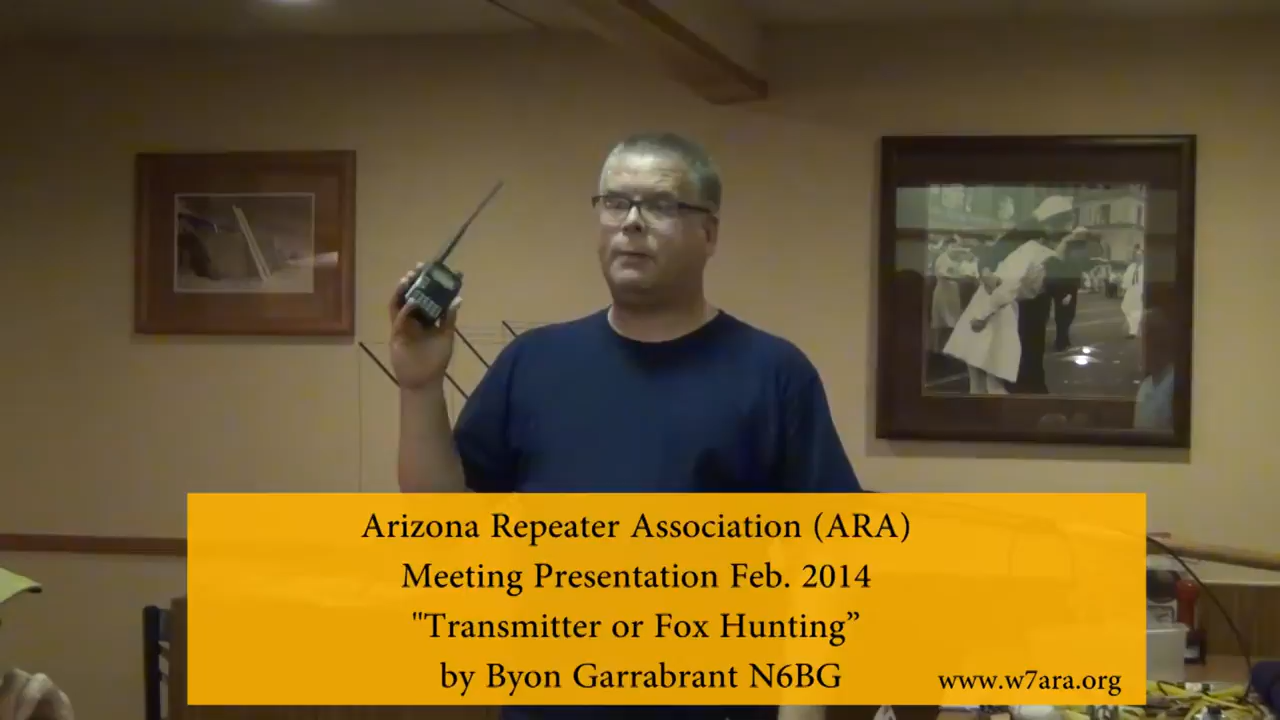 Arizona Repeater Association (ARA)
Meeting Presentation Feb. 2014
"Transmitter or Fox Hunting”
by Byon Garrabrant N6BG
www.w7ara.org